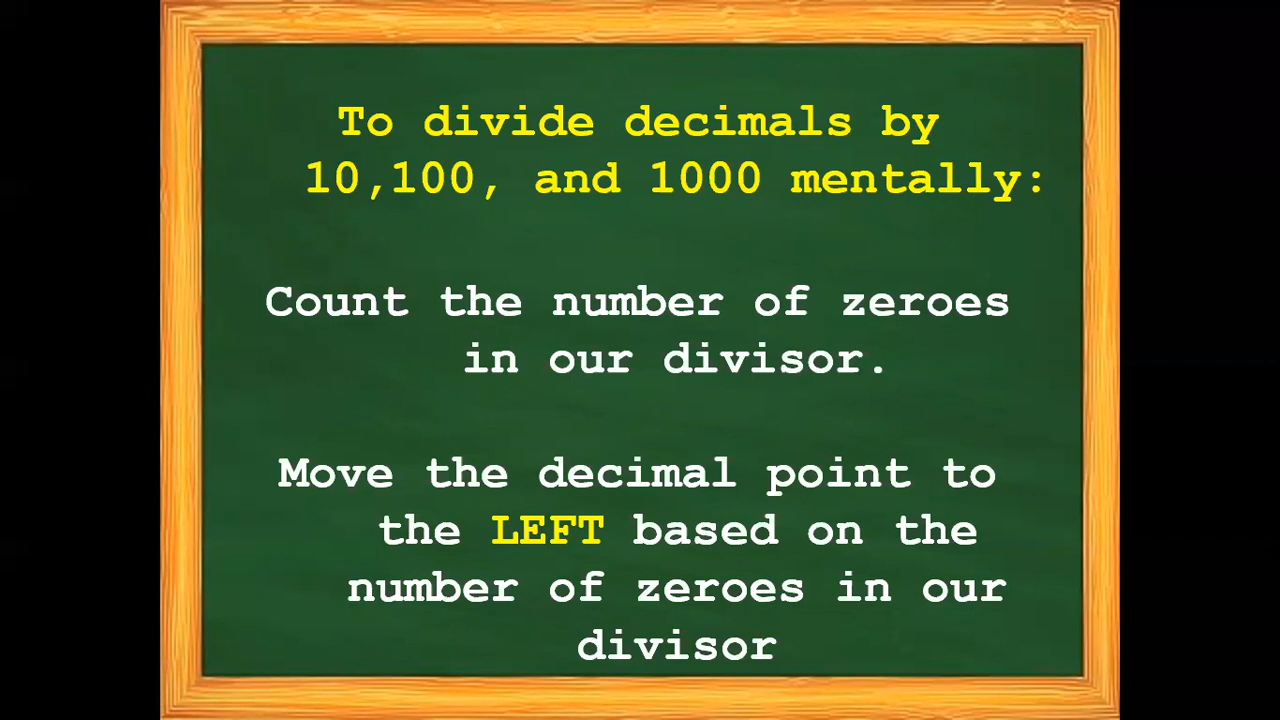 To divide decimals by
10,100, and 1000 mentally:
Count the number of zeroes
in our divisor.
Move the decimal point to
the LEFT based on the
number of zeroes in our
divisor